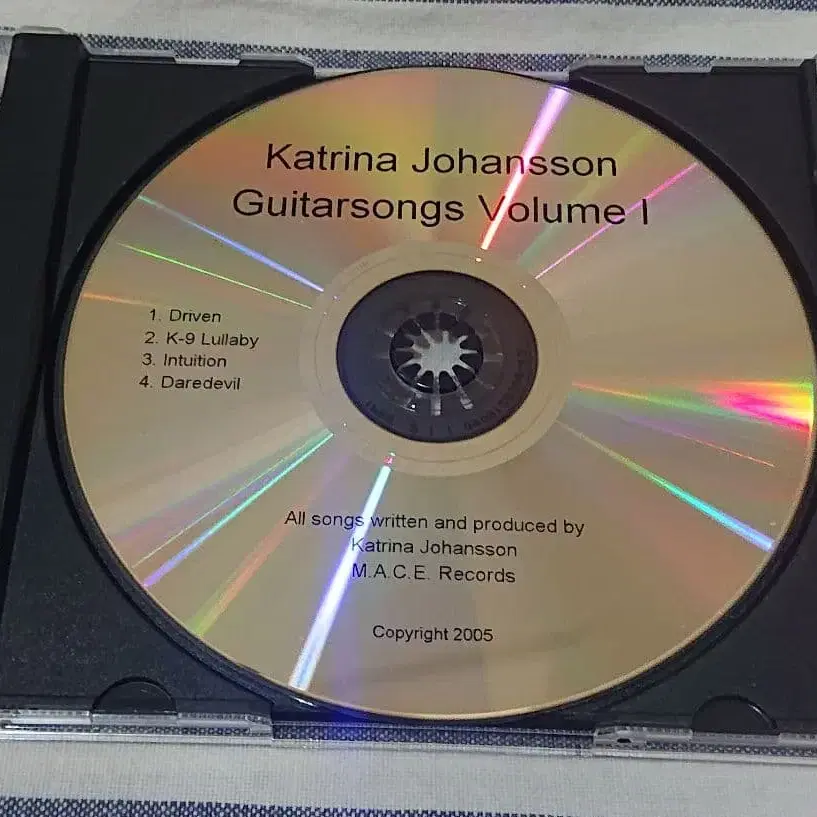 Katrina Johansson
Guitarsongs Volume I
1. Driven
2. K-9 Lullaby
3. Intuition
4. Daredevil
All songs written and produced by
Katrina Johansson
M.A.C.E. Records
Copyright 2005